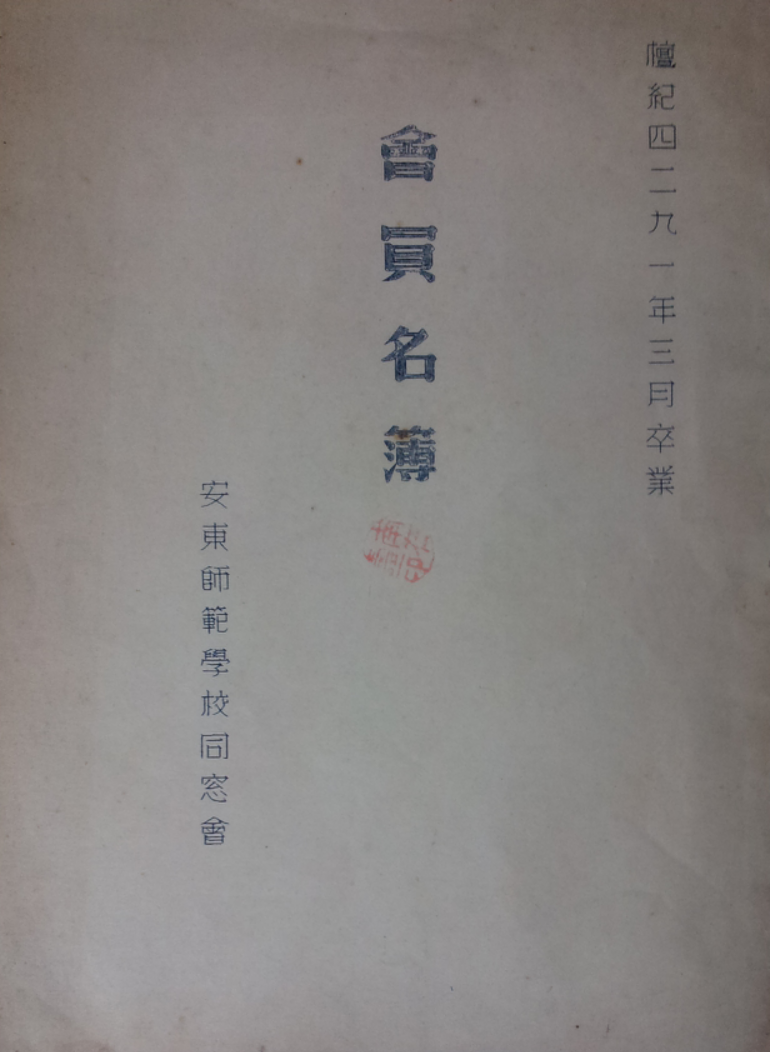 檀紀四二九一年三月卒業
會員名簿
安東師範學校同窓會